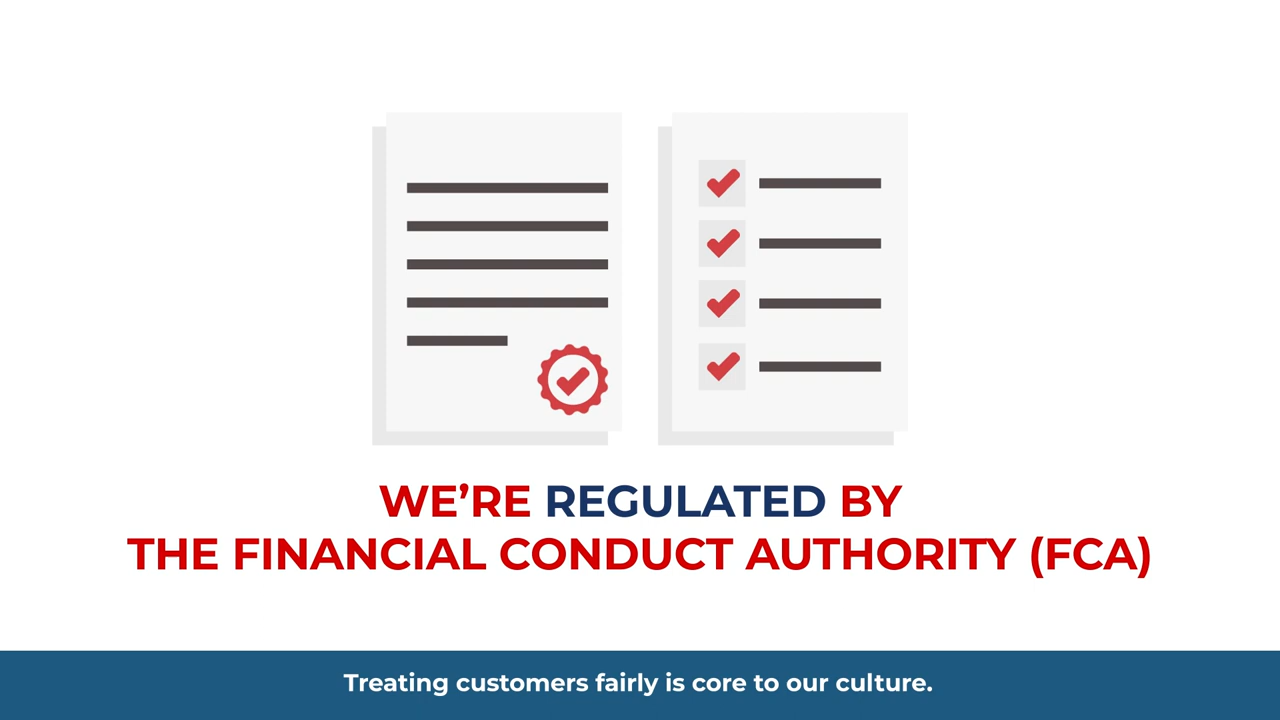 WE’RE REGULATED BY
THE FINANCIAL CONDUCT AUTHORITY (FCA)
Treating customers fairly is core to our culture.